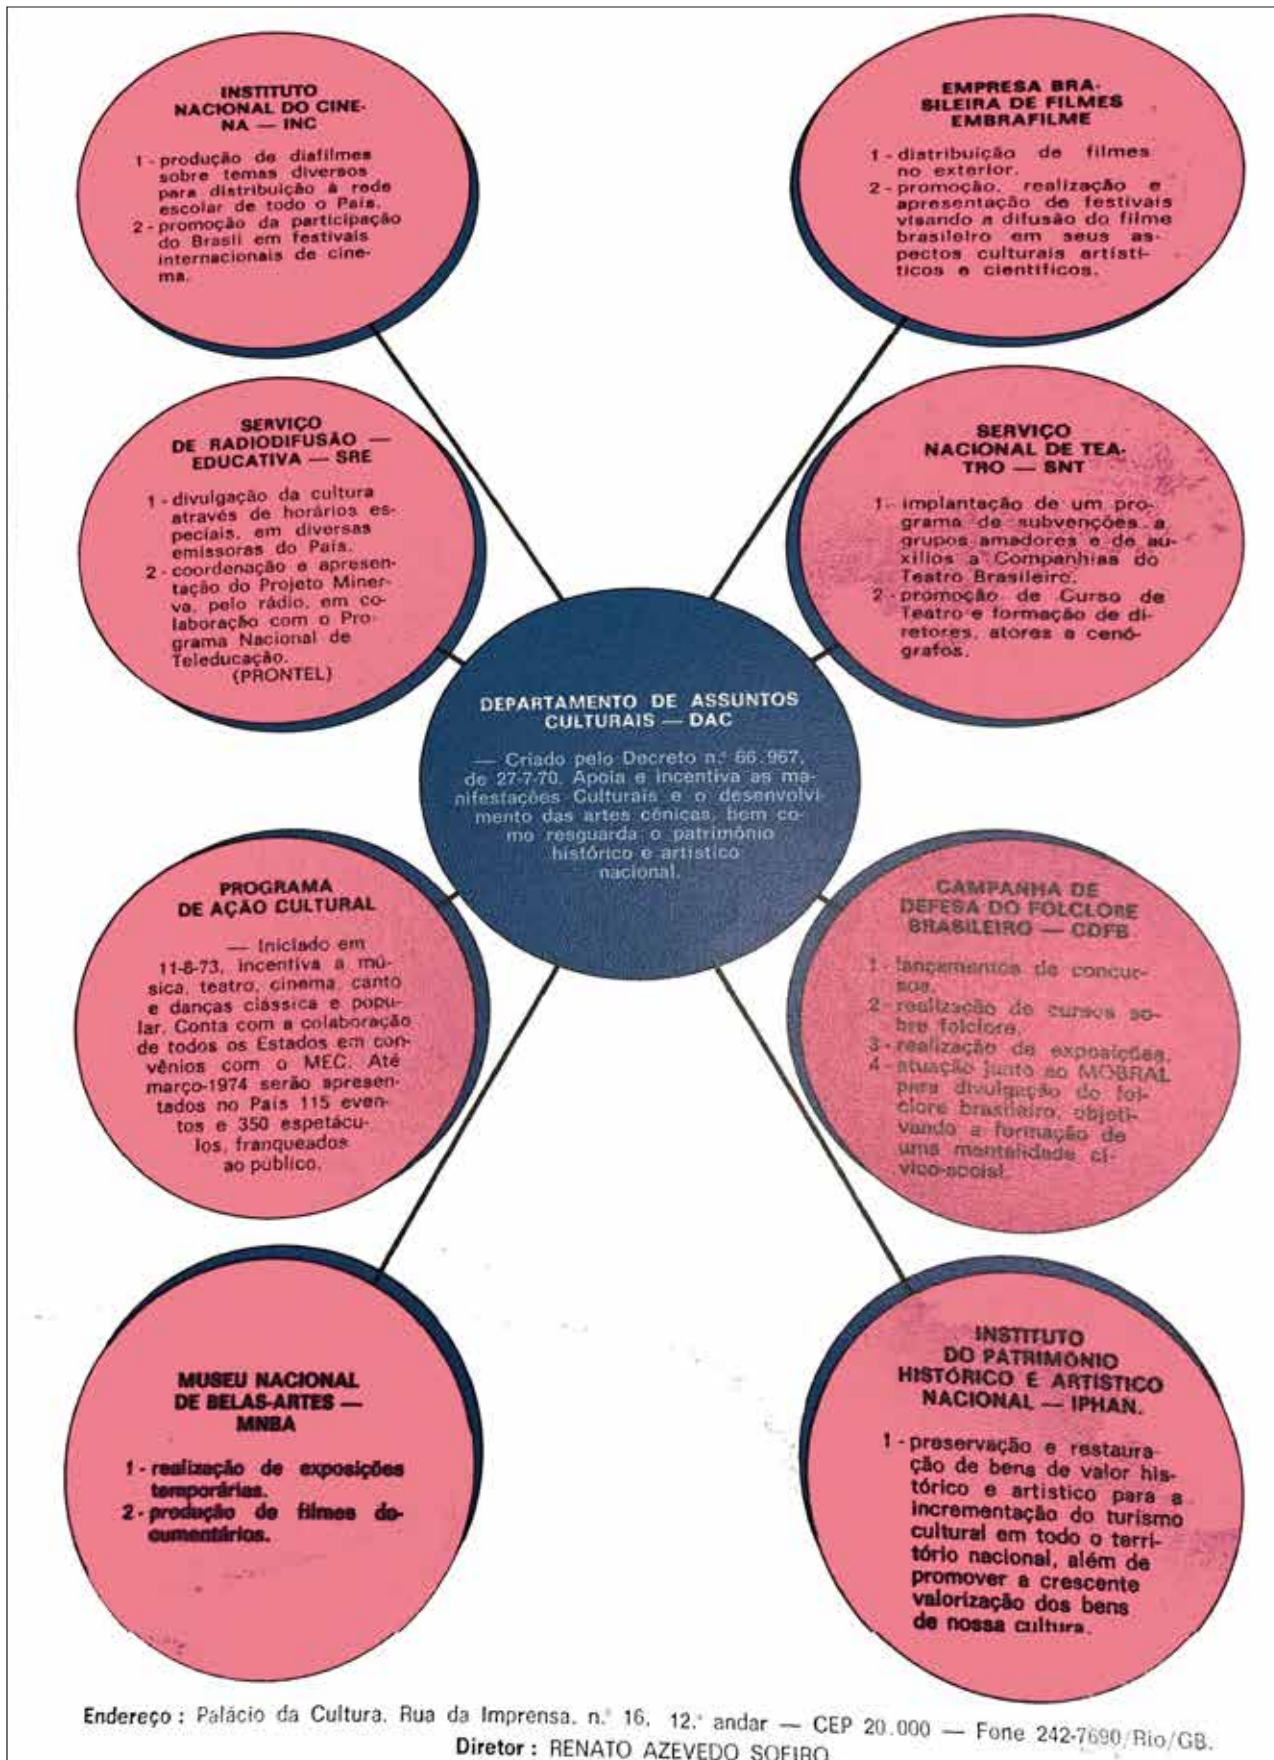 INSTITUTO
NACIONAL DO CINE-
NA — INC
1 - produção de diafilmes
sobre temas diversos
para distribuição à rede
escolar de todo o País.
2 - promoção da participação
do Brasil em festivais
internacionais de cine-
ma.
EMPRESA BRA-
SILEIRA DE FILMES
EMBRAFILME
1 - distribuição de filmes
no exterior.
2 - promoção, realização e
apresentação de festivais
visando a difusão do filme
brasileiro em seus as-
pectos culturais artísti-
ticos e científicos.
SERVIÇO
DE RADIODIFUSÃO —
EDUCATIVA — SRE
1 - divulgação da cultura
através de horários es-
peciais, em diversas
emissoras do País.
2 - coordenação e apresen-
tação do Projeto Miner-
va, pelo rádio, em co-
laboração com o Pro-
grama Nacional de
Teleducação.
(PRONTEL)
SERVIÇO
NACIONAL DE TEA-
TRO — SNT
1 - implantação de um pro-
grama de subvenções a
grupos amadores e de au-
xílios a Companhias do
Teatro Brasileiro.
2 - promoção de Curso de
Teatro e formação de di-
retores, atores e cenó-
grafos.
DEPARTAMENTO DE ASSUNTOS
CULTURAIS — DAC
— Criado pelo Decreto n.º 66.967,
de 27-7-70. Apoia e incentiva as ma-
nifestações Culturais e o desenvolvi-
mento das artes cênicas, bem co-
mo resguarda o patrimônio
histórico e artístico
nacional.
PROGRAMA
DE AÇÃO CULTURAL
— Iniciado em
11-8-73, incentiva a mú-
sica, teatro, cinema, canto
e danças clássica e popu-
lar. Conta com a colaboração
de todos os Estados em con-
vênios com o MEC. Até
março-1974 serão apresen-
tados no País 115 even-
tos e 350 espetácu-
los, franqueados
ao público.
CAMPANHA DE
DEFESA DO FOLCLORE
BRASILEIRO — CDFB
1 - lançamentos de concur-
sos.
2 - realização de cursos so-
bre folclore.
3 - realização de exposições.
4 - atuação junto ao MOBRAL
para divulgação do fol-
clore brasileiro, objeti-
vando a formação de
uma mentalidade cí-
vico-social.
MUSEU NACIONAL
DE BELAS-ARTES —
MNBA
1 - realização de exposições
temporárias.
2 - produção de filmes do-
cumentários.
INSTITUTO
DO PATRIMÔNIO
HISTÓRICO E ARTÍSTICO
NACIONAL — IPHAN.
1 - preservação e restaura-
ção de bens de valor his-
tórico e artístico para a
incrementação do turismo
cultural em todo o terri-
tório nacional, além de
promover a crescente
valorização dos bens
de nossa cultura.
Endereço : Palácio da Cultura. Rua da Imprensa. n.º 16, 12.º andar — CEP 20.000 — Fone 242-7690/Rio/GB.
Diretor : RENATO AZEVEDO SOEIRO